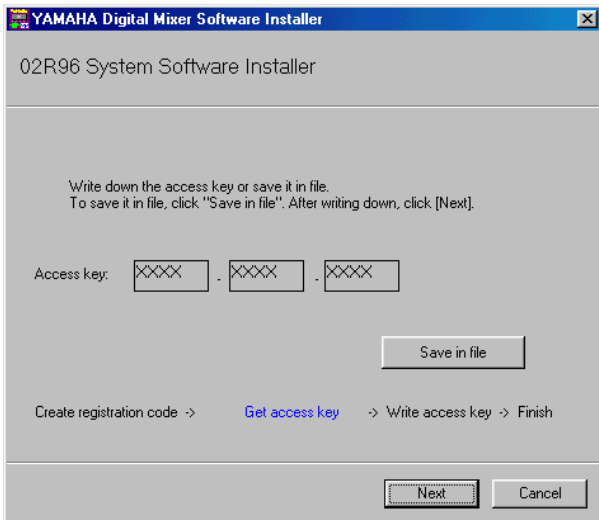 YAMAHA Digital Mixer Software Installer
02R96 System Software Installer
Write down the access key or save it in file.
To save it in file, click "Save in file". After writing down, click [Next].
Access key: XXXX . XXXX . XXXX
Save in file
Create registration code -> Get access key -> Write access key -> Finish
Next Cancel